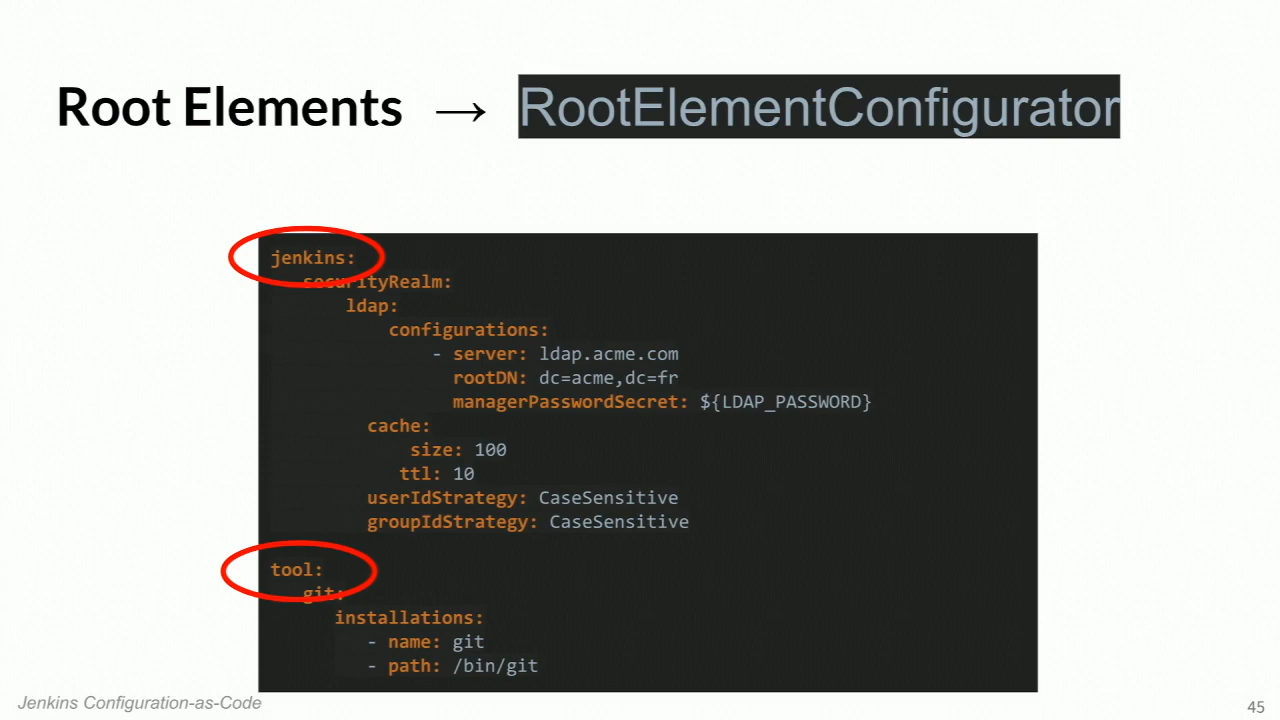 Root Elements → RootElementConfigurator
jenkins:
securityRealm:
ldap:
configurations:
- server: ldap.acme.com
rootDN: dc=acme,dc=fr
managerPasswordSecret: ${LDAP_PASSWORD}
cache:
size: 100
ttl: 10
userIdStrategy: CaseSensitive
groupIdStrategy: CaseSensitive
tool:
git:
installations:
- name: git
- path: /bin/git
Jenkins Configuration-as-Code
45